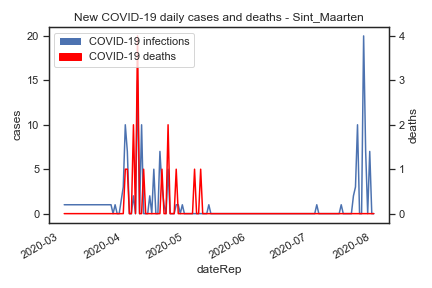 New COVID-19 daily cases and deaths - Sint_Maarten
COVID-19 infections
COVID-19 deaths
20
15
10
5
0
cases
4
3
2
1
0
deaths
2020-03
2020-04
2020-05
2020-06
2020-07
2020-08
dateRep